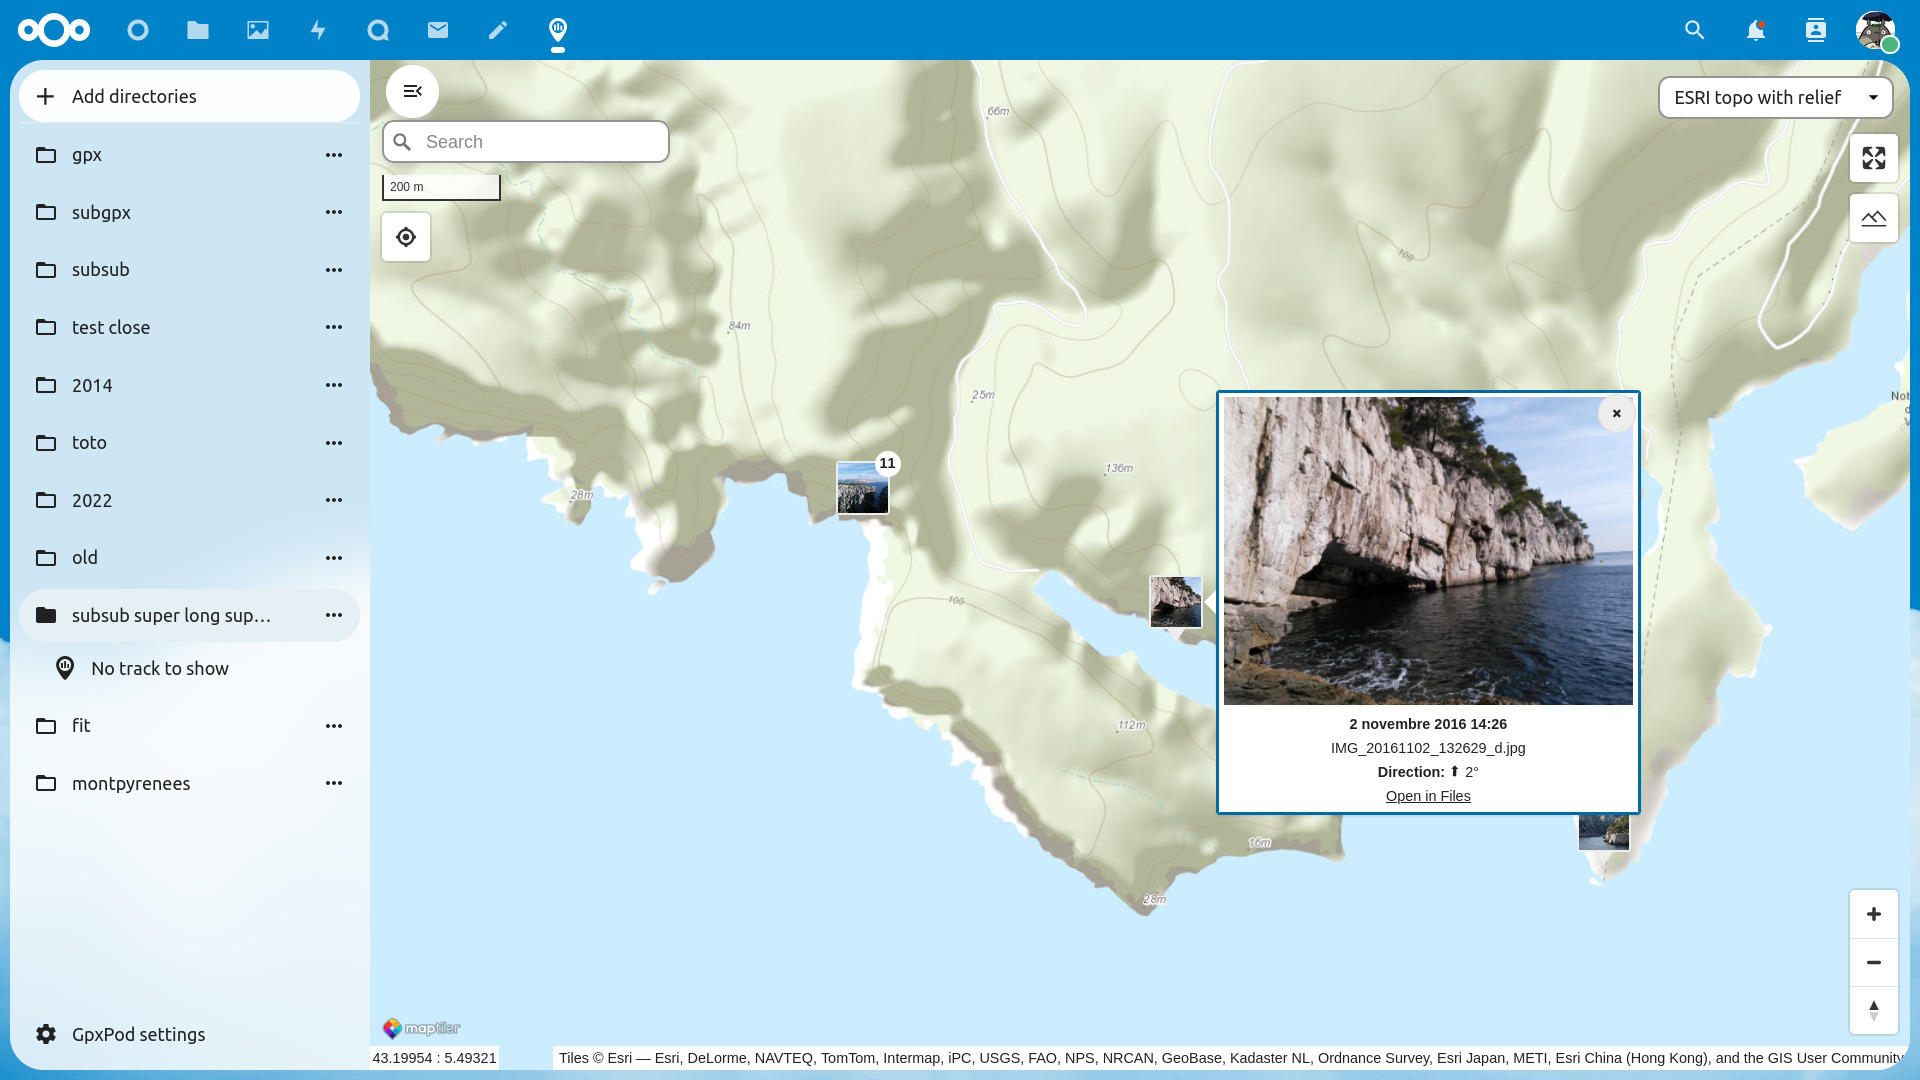 Add directories
gpx
subgpx
subsub
test close
2014
toto
2022
old
subsub super long sup…
No track to show
fit
montpyrenees
GpxPod settings
Search
200 m
ESRI topo with relief
66m
100
84m
25m
136m
28m
11
100
112m
16m
28m
Not
d
V
2 novembre 2016 14:26
IMG_20161102_132629_d.jpg
Direction: ⬆ 2°
Open in Files
maptiler
43.19954 : 5.49321
Tiles © Esri — Esri, DeLorme, NAVTEQ, TomTom, Intermap, iPC, USGS, FAO, NPS, NRCAN, GeoBase, Kadaster NL, Ordnance Survey, Esri Japan, METI, Esri China (Hong Kong), and the GIS User Community